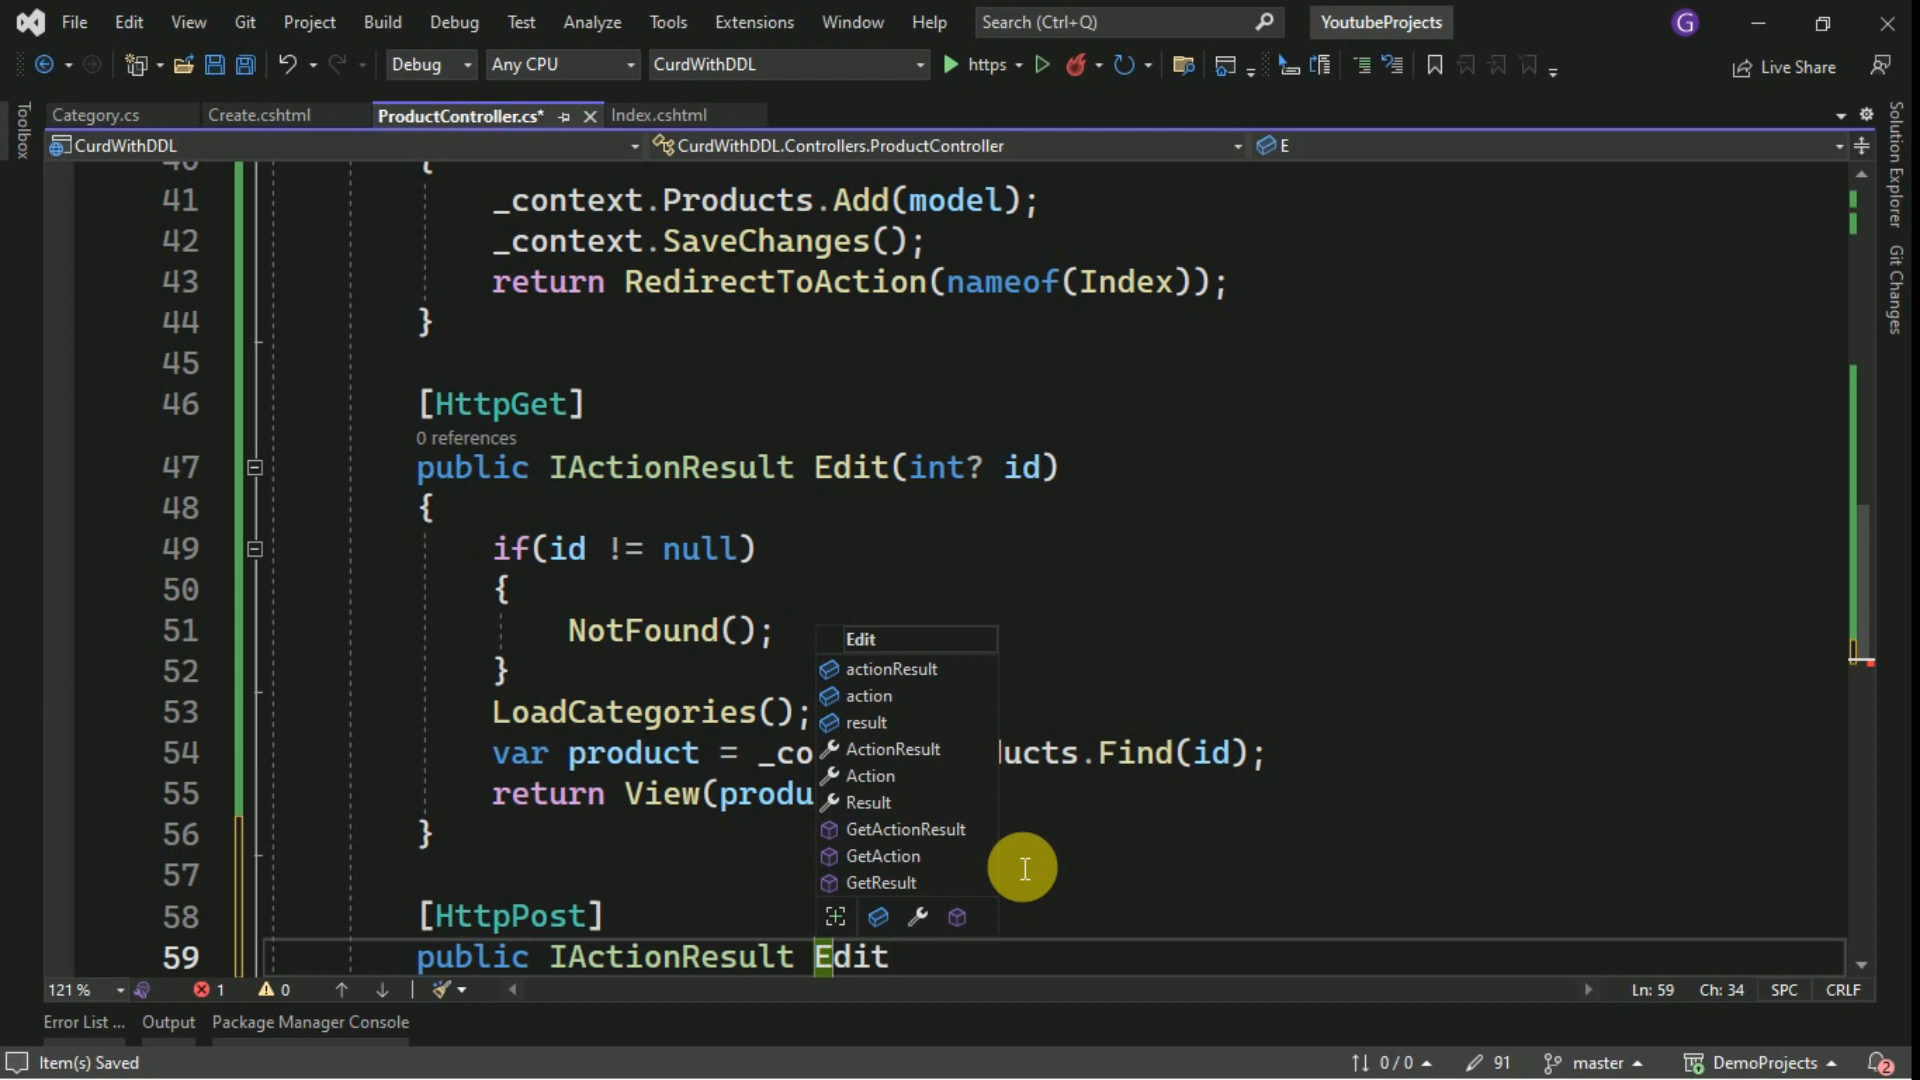 File Edit View Git Project Build Debug Test Analyze Tools Extensions Window Help Search (Ctrl+Q) YoutubeProjects G
Debug Any CPU CurdWithDDL https Live Share
Toolbox
Category.cs Create.cshtml ProductController.cs* Index.cshtml
CurdWithDDL CurdWithDDL.Controllers.ProductController E
Solution Explorer
Git Changes
40 {
41 _context.Products.Add(model);
42 _context.SaveChanges();
43 return RedirectToAction(nameof(Index));
44 }
45
46 [HttpGet]
0 references
47 public IActionResult Edit(int? id)
48 {
49 if(id != null)
50 {
51 NotFound();
52 }
53 LoadCategories();
54 var product = _co ucts.Find(id);
55 return View(produ
56 }
57
58 [HttpPost]
59 public IActionResult Edit
Edit
actionResult
action
result
ActionResult
Action
Result
GetActionResult
GetAction
GetResult
121 % 1 0 Ln: 59 Ch: 34 SPC CRLF
Error List ... Output Package Manager Console
Item(s) Saved 0 / 0 91 master DemoProjects 2